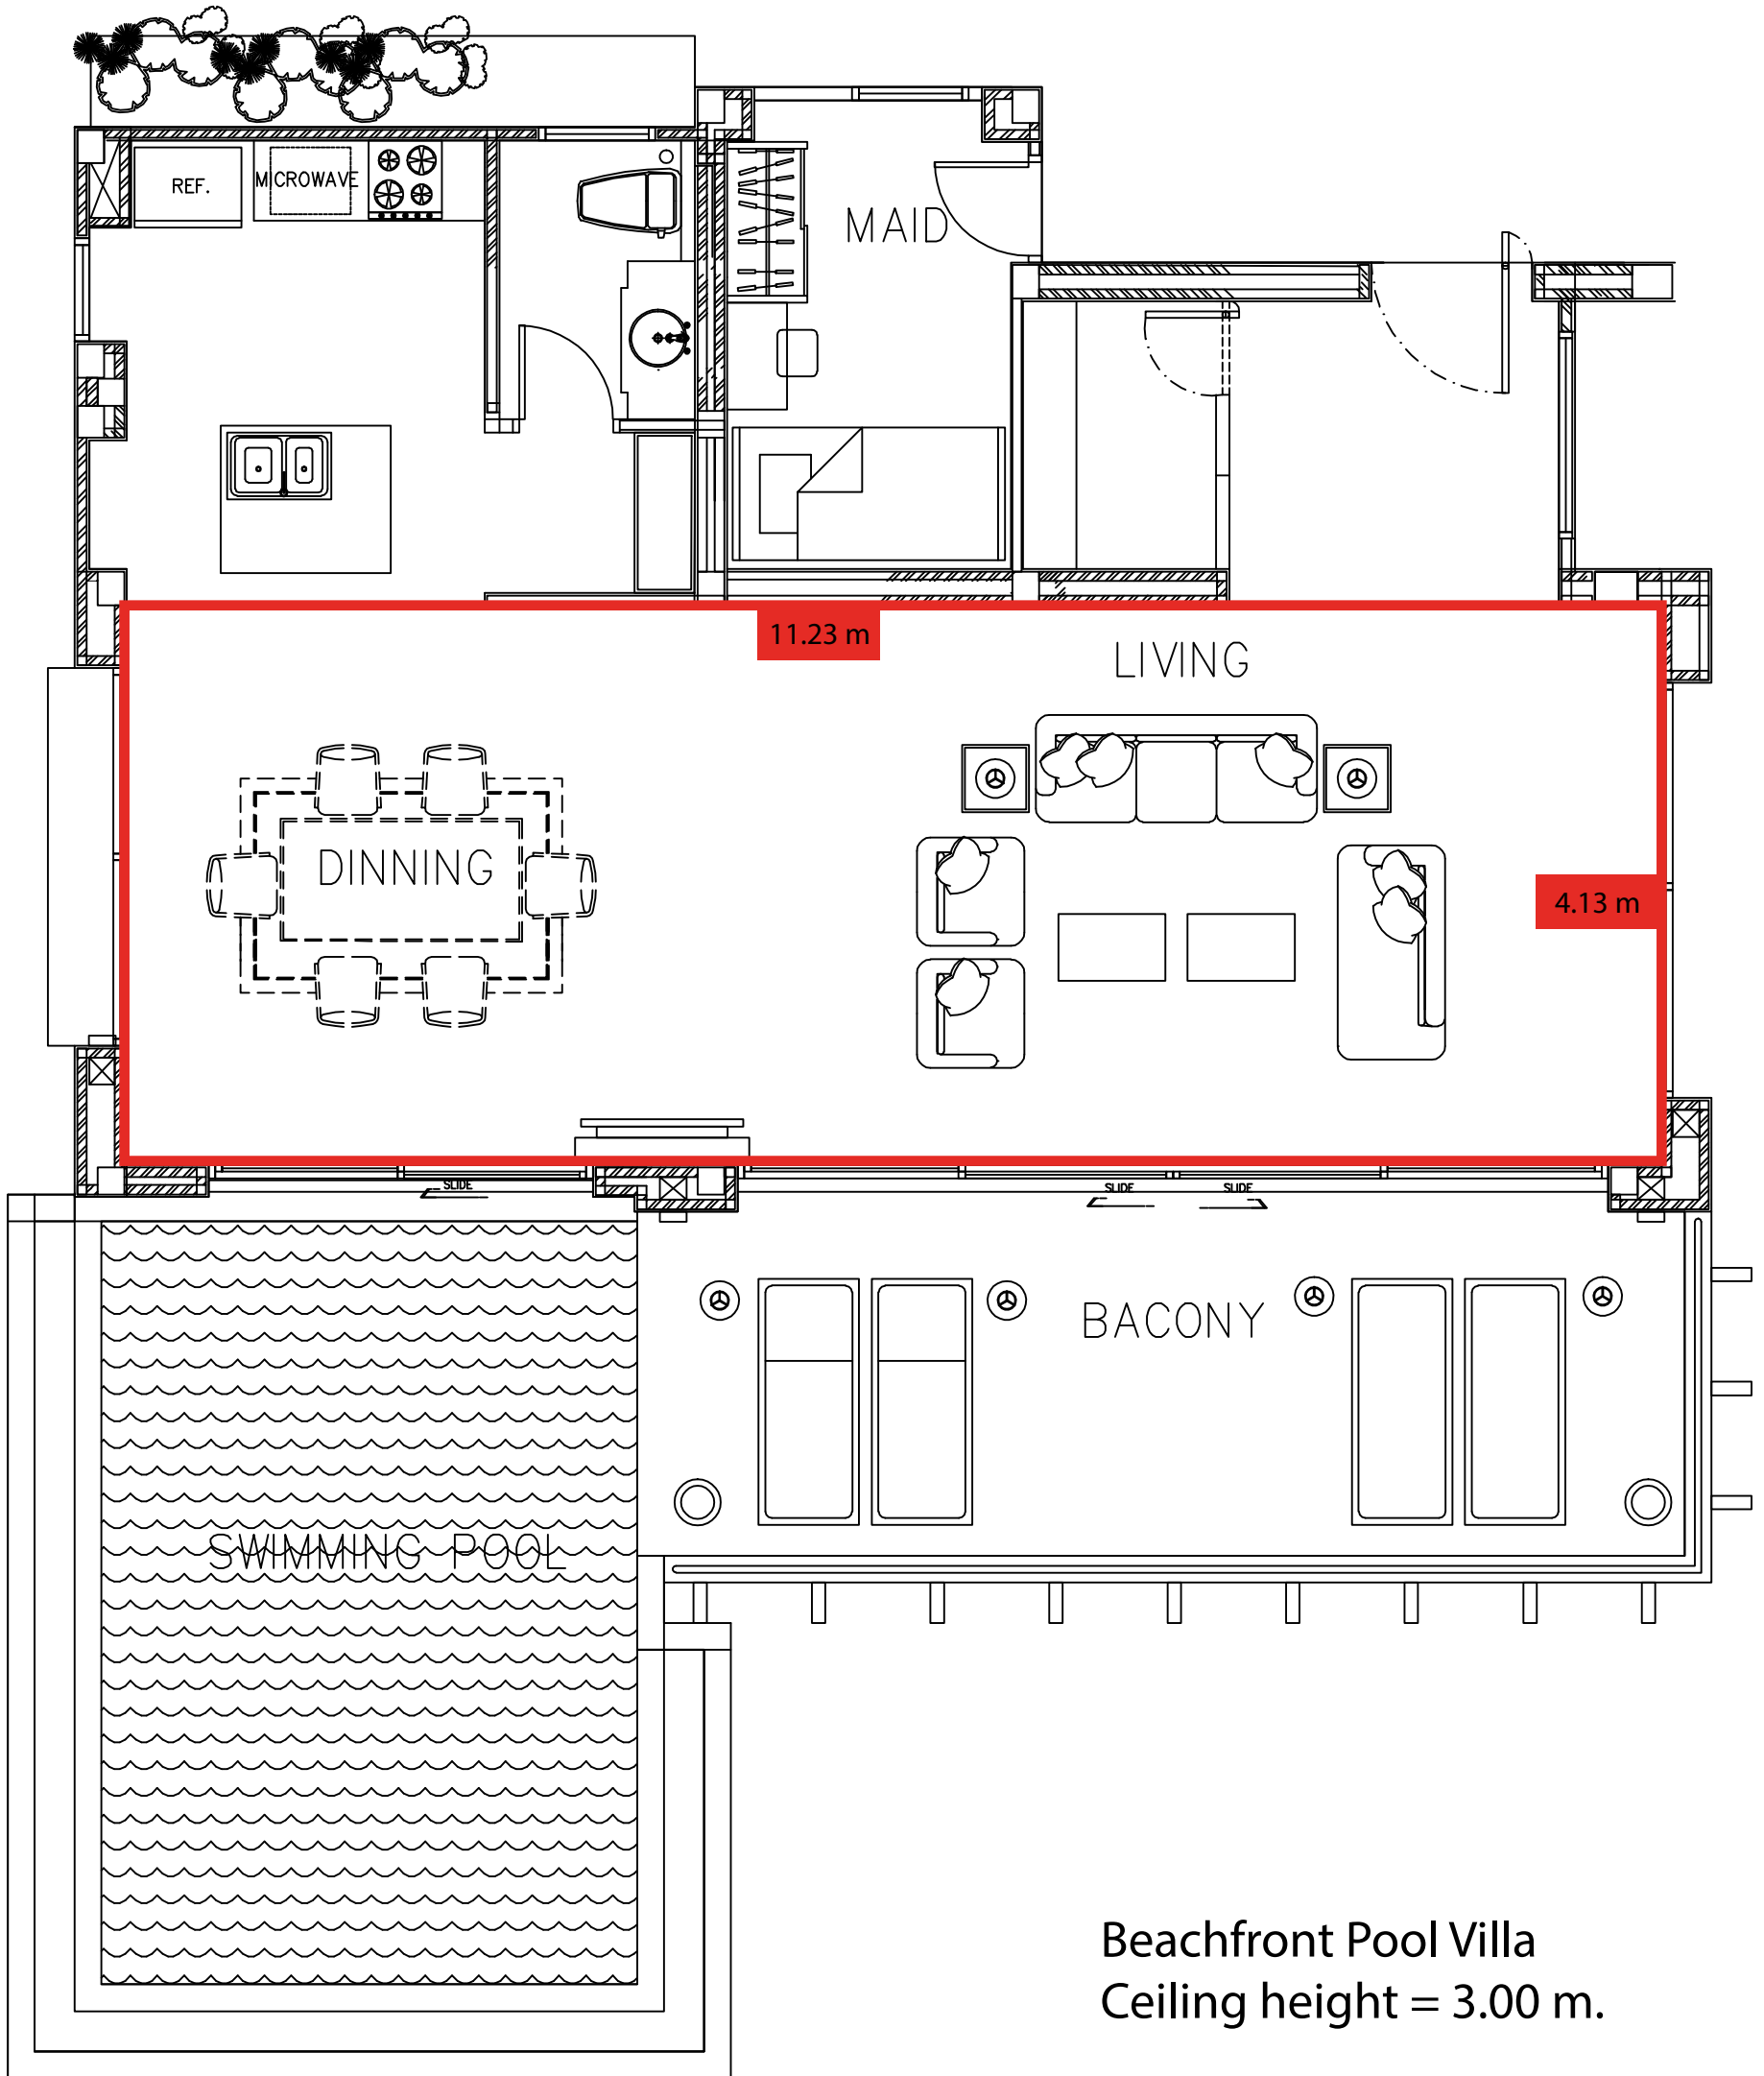 REF.
MICROWAVE
MAID
11.23 m
LIVING
DINNING
4.13 m
SLIDE
SLIDE
SLIDE
BACONY
SWIMMING POOL
Beachfront Pool Villa
Ceiling height = 3.00 m.